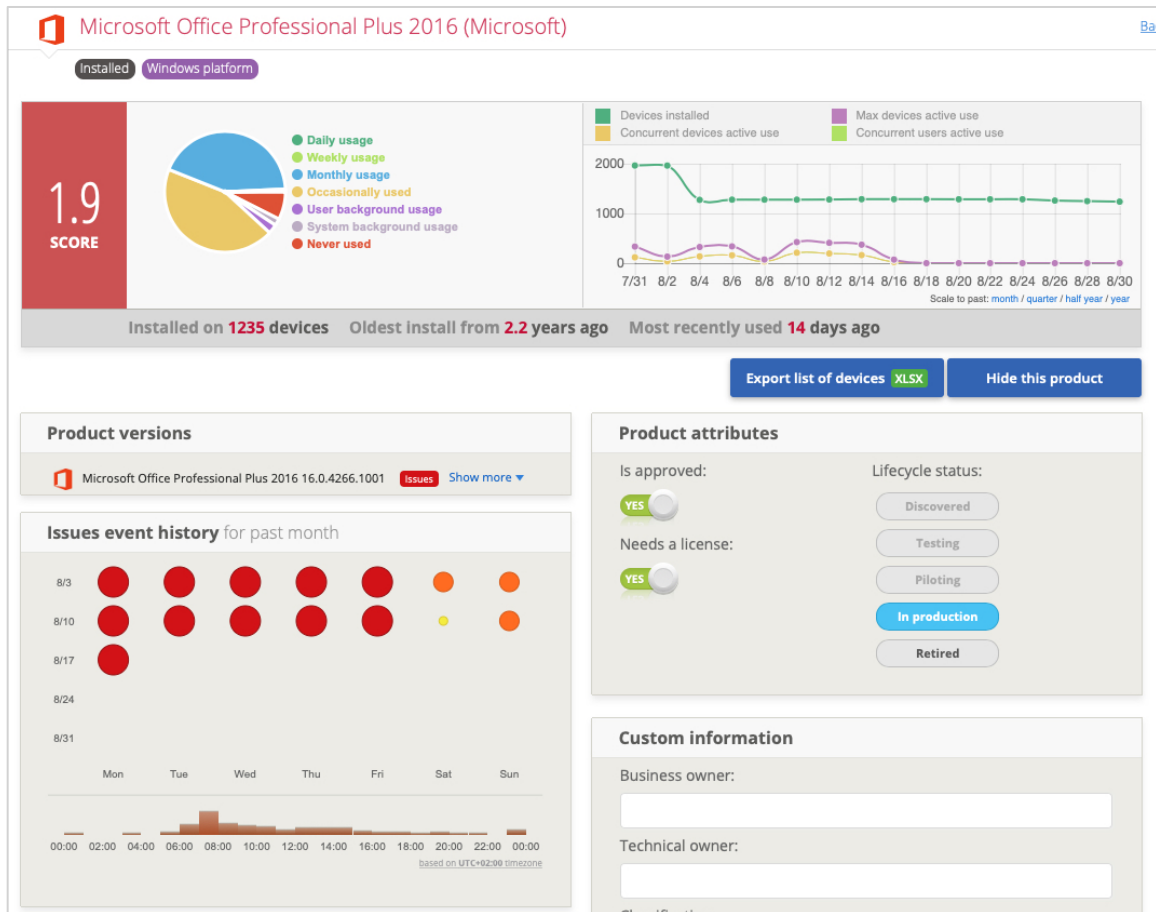 Microsoft Office Professional Plus 2016 (Microsoft)
Installed
Windows platform
1.9
SCORE
Daily usage
Weekly usage
Monthly usage
Occasionally used
User background usage
System background usage
Never used
Devices installed
Max devices active use
Concurrent devices active use
Concurrent users active use
2000
1000
0
7/31 8/2 8/4 8/6 8/8 8/10 8/12 8/14 8/16 8/18 8/20 8/22 8/24 8/26 8/28 8/30
Scale to past: month / quarter / half year / year
Installed on 1235 devices Oldest install from 2.2 years ago Most recently used 14 days ago
Export list of devices XLSX
Hide this product
Product versions
Microsoft Office Professional Plus 2016 16.0.4266.1001 Issues Show more
Issues event history for past month
8/3
8/10
8/17
8/24
8/31
Mon Tue Wed Thu Fri Sat Sun
00:00 02:00 04:00 06:00 08:00 10:00 12:00 14:00 16:00 18:00 20:00 22:00 00:00
based on UTC+02:00 timezone
Product attributes
Is approved:
YES
Needs a license:
YES
Lifecycle status:
Discovered
Testing
Piloting
In production
Retired
Custom information
Business owner:
Technical owner: